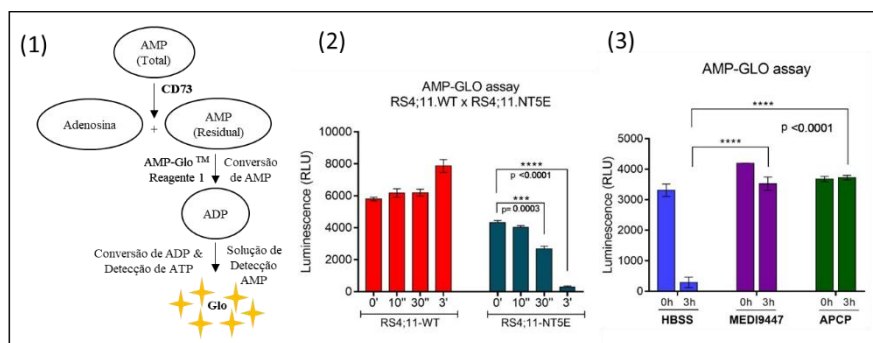 (1)
AMP
(Total)
CD73
Adenosina + AMP
(Residual)
AMP-Glo™
Reagente 1
Conversão
de AMP
ADP
Conversão de ADP &
Detecção de ATP
Solução de
Detecção
AMP
Glo
(2)
AMP-GLO assay
RS4;11.WT x RS4;11.NT5E
Luminescence (RLU)
10000
8000
6000
4000
2000
0
****
p <0.0001
***
p=0.0003
0' 10" 30" 3' 0' 10" 30" 3'
RS4;11-WT RS4;11-NT5E
(3)
AMP-GLO assay
Luminescence (RLU)
5000
4000
3000
2000
1000
0
****
p <0.0001
****
0h 3h 0h 3h 0h 3h
HBSS MEDI9447 APCP